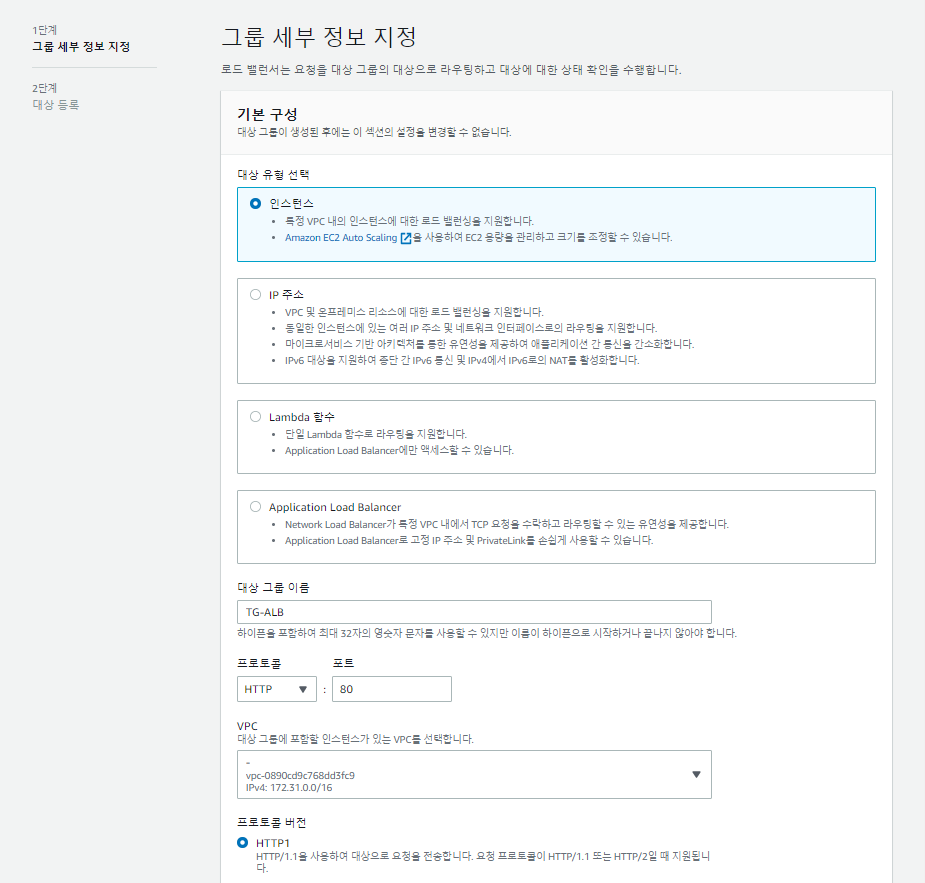 1단계
그룹 세부 정보 지정
2단계
대상 등록
그룹 세부 정보 지정
로드 밸런서는 요청을 대상 그룹의 대상으로 라우팅하고 대상에 대한 상태 확인을 수행합니다.
기본 구성
대상 그룹이 생성된 후에는 이 섹션의 설정을 변경할 수 없습니다.
대상 유형 선택
인스턴스
• 특정 VPC 내의 인스턴스에 대한 로드 밸런싱을 지원합니다.
• Amazon EC2 Auto Scaling 을 사용하여 EC2 용량을 관리하고 크기를 조정할 수 있습니다.
IP 주소
• VPC 및 온프레미스 리소스에 대한 로드 밸런싱을 지원합니다.
• 동일한 인스턴스에 있는 여러 IP 주소 및 네트워크 인터페이스로의 라우팅을 지원합니다.
• 마이크로서비스 기반 아키텍처를 통한 유연성을 제공하여 애플리케이션 간 통신을 간소화합니다.
• IPv6 대상을 지원하여 종단 간 IPv6 통신 및 IPv4에서 IPv6로의 NAT를 활성화합니다.
Lambda 함수
• 단일 Lambda 함수로 라우팅을 지원합니다.
• Application Load Balancer에만 액세스할 수 있습니다.
Application Load Balancer
• Network Load Balancer가 특정 VPC 내에서 TCP 요청을 수락하고 라우팅할 수 있는 유연성을 제공합니다.
• Application Load Balancer로 고정 IP 주소 및 PrivateLink를 손쉽게 사용할 수 있습니다.
대상 그룹 이름
TG-ALB
하이픈을 포함하여 최대 32자의 영숫자 문자를 사용할 수 있지만 이름이 하이픈으로 시작하거나 끝나지 않아야 합니다.
프로토콜 포트
HTTP : 80
VPC
대상 그룹에 포함할 인스턴스가 있는 VPC를 선택합니다.
-
vpc-0890cd9c768dd3fc9
IPv4: 172.31.0.0/16
프로토콜 버전
HTTP1
HTTP/1.1을 사용하여 대상으로 요청을 전송합니다. 요청 프로토콜이 HTTP/1.1 또는 HTTP/2일 때 지원됩니
다.